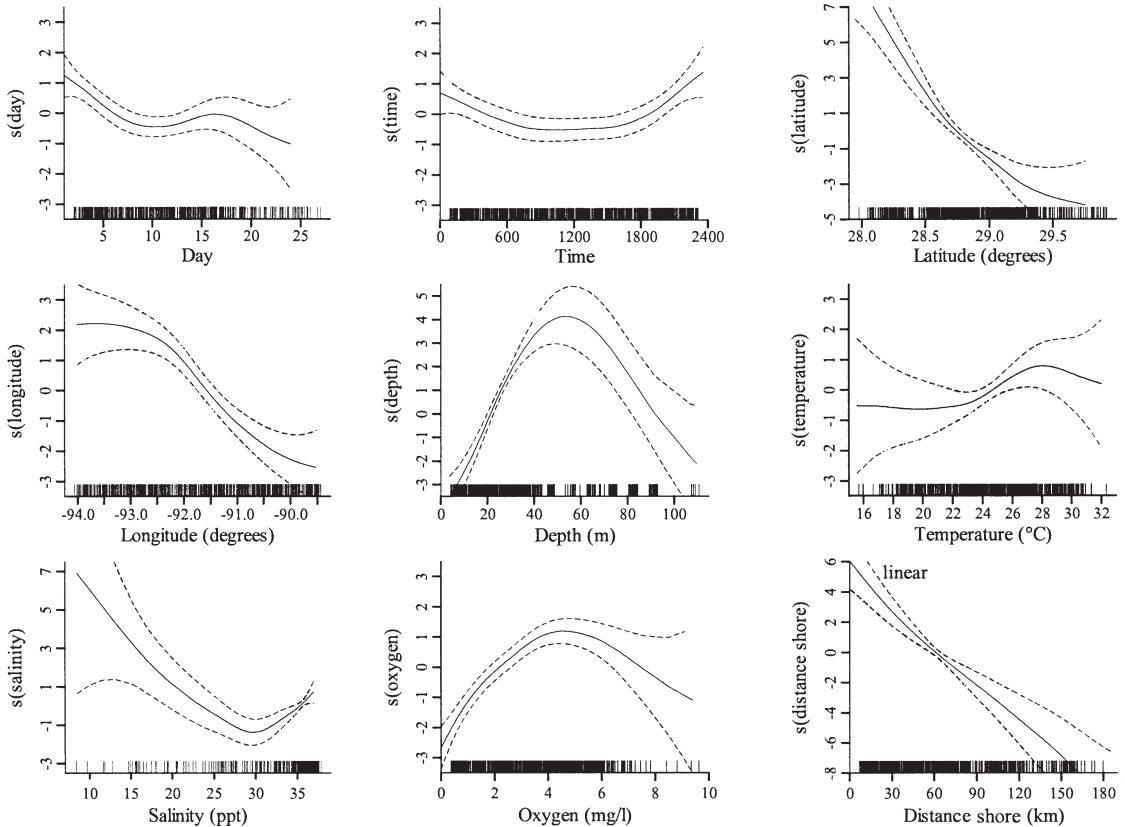 s(day)
3
2
1
0
-1
-2
-3
5 10 15 20 25
Day
s(time)
3
2
1
0
-1
-2
-3
0 600 1200 1800 2400
Time
s(latitude)
7
5
3
1
-1
-3
-5
28.0 28.5 29.0 29.5
Latitude (degrees)
s(longitude)
3
2
1
0
-1
-2
-3
-94.0 -93.0 -92.0 -91.0 -90.0
Longitude (degrees)
s(depth)
5
4
3
2
1
0
-1
-2
-3
0 20 40 60 80 100
Depth (m)
s(temperature)
3
2
1
0
-1
-2
-3
16 18 20 22 24 26 28 30 32
Temperature (°C)
s(salinity)
7
5
3
1
-1
-3
10 15 20 25 30 35
Salinity (ppt)
s(oxygen)
3
2
1
0
-1
-2
-3
0 2 4 6 8 10
Oxygen (mg/l)
s(distance shore)
6
4
2
0
-2
-4
-6
-8
linear
0 30 60 90 120 150 180
Distance shore (km)